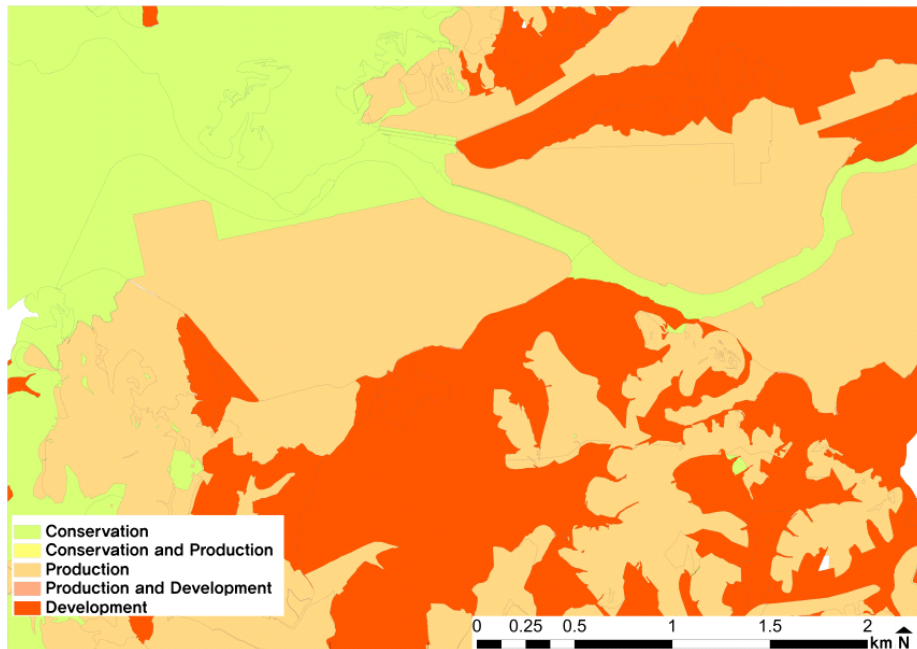 Conservation
Conservation and Production
Production
Production and Development
Development
0 0.25 0.5 1 1.5 2
km N